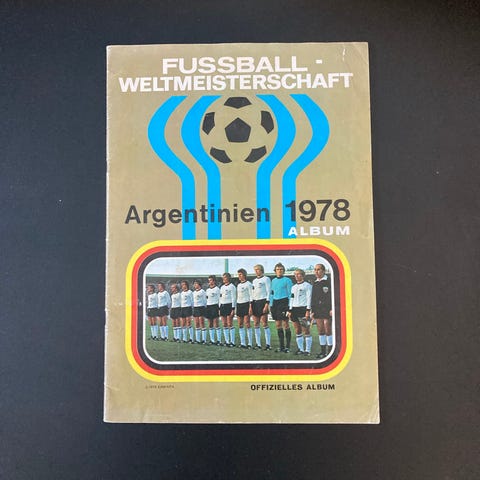 FUSSBALL -
WELTMEISTERSCHAFT
Argentinien 1978
ALBUM
OFFIZIELLES ALBUM